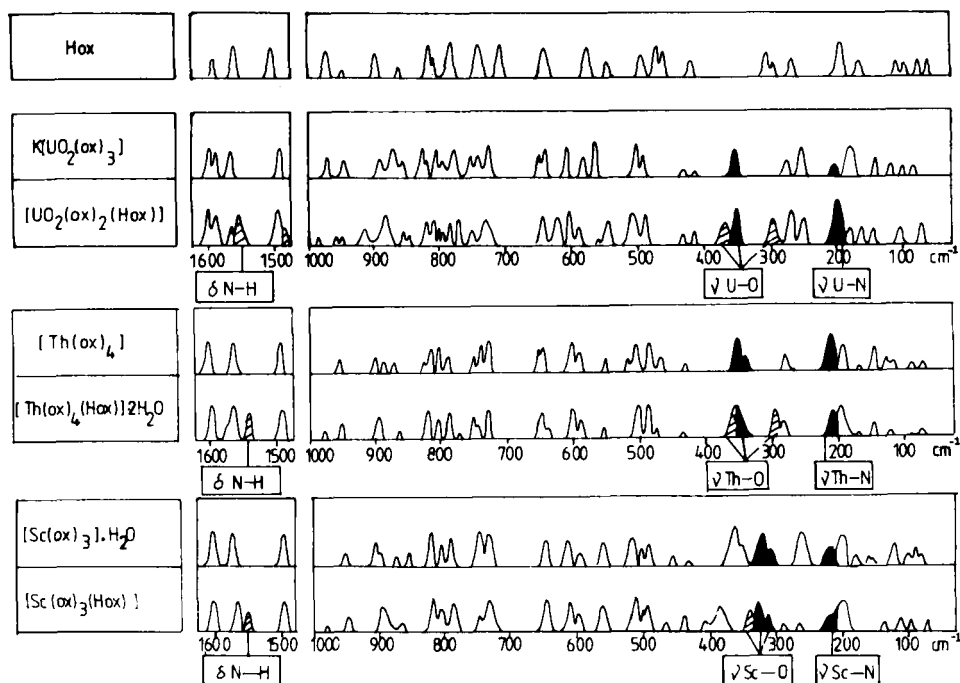 Hox
K[UO2(ox)3]
[UO2(ox)2(Hox)]
1600 1500 1000 900 800 700 600 500 400 300 200 100 cm-1
δ N-H
ν U-O
ν U-N
[Th(ox)4]
[Th(ox)4(Hox)]2H2O
1600 1500 1000 900 800 700 600 500 400 300 200 100 cm-1
δ N-H
ν Th-O
ν Th-N
[Sc(ox)3].H2O
[Sc(ox)3(Hox)]
1600 1500 1000 900 800 700 600 500 400 300 200 100 cm-1
δ N-H
ν Sc-O
ν Sc-N